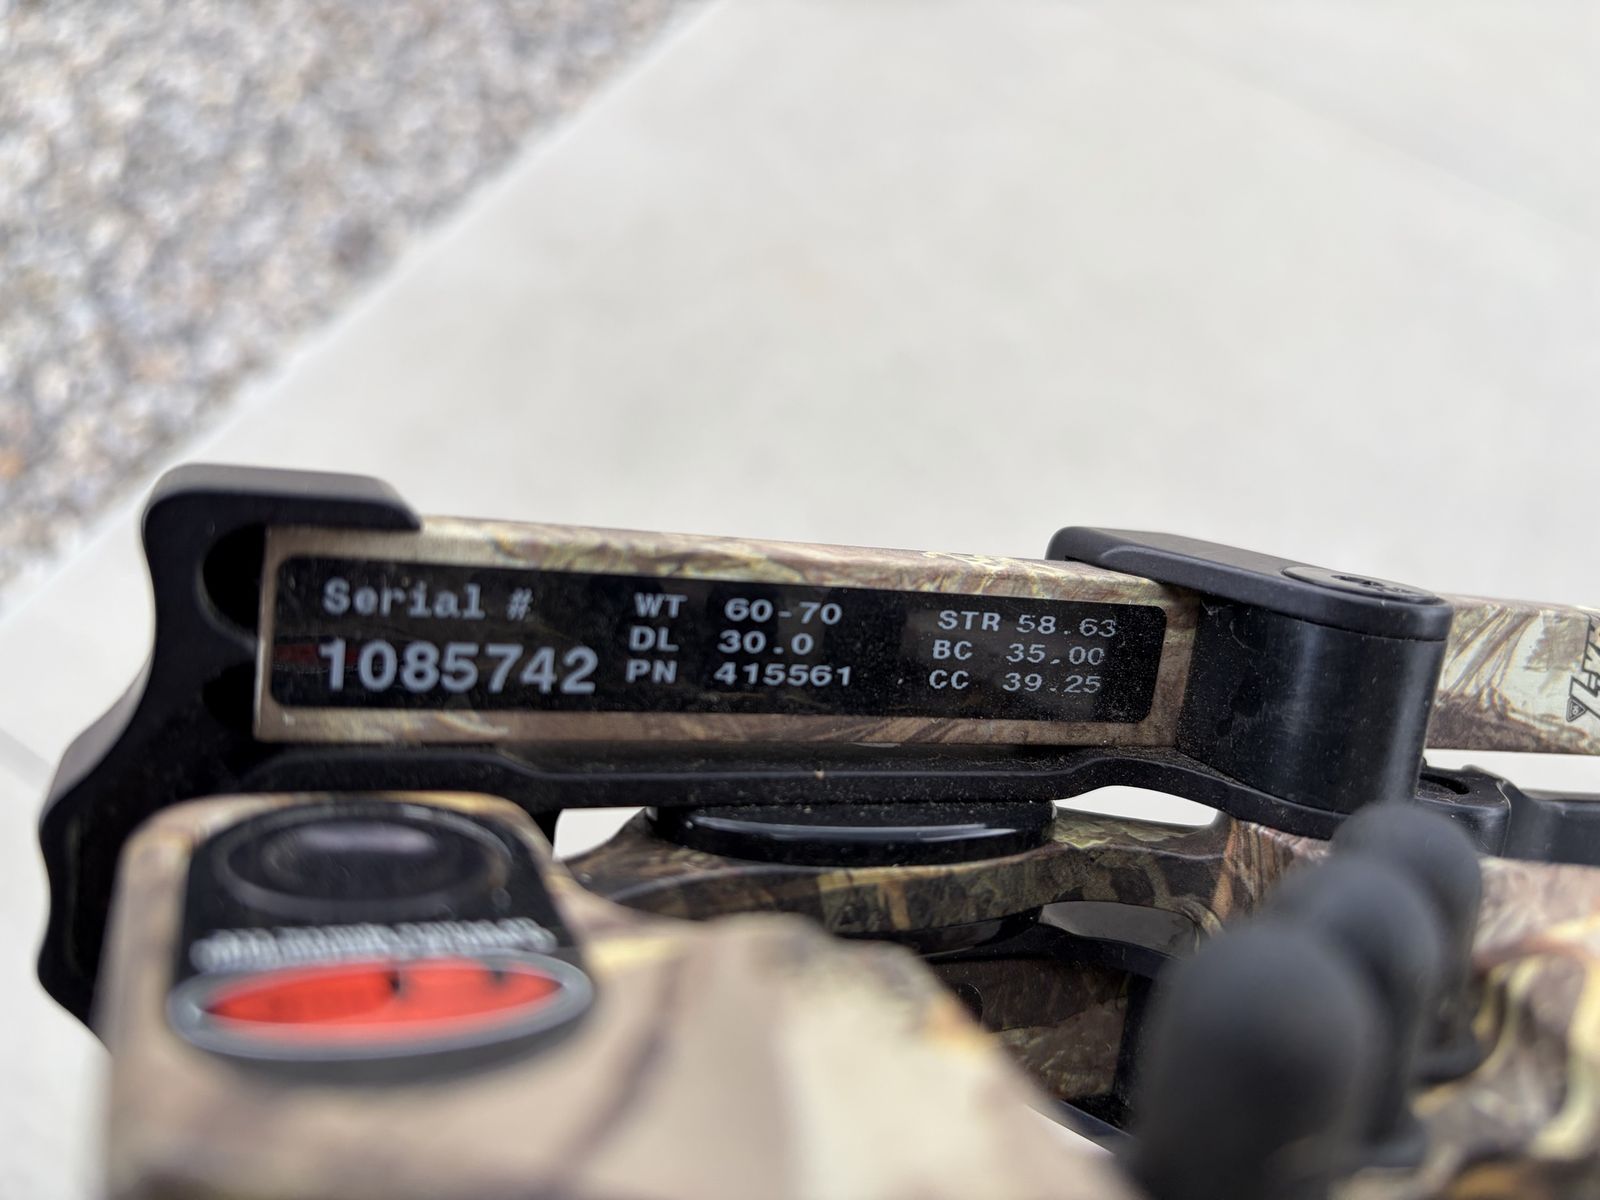 Serial #
1085742
WT 60-70
DL 30.0
PN 415561
STR 58.63
BC 35.00
CC 39.25